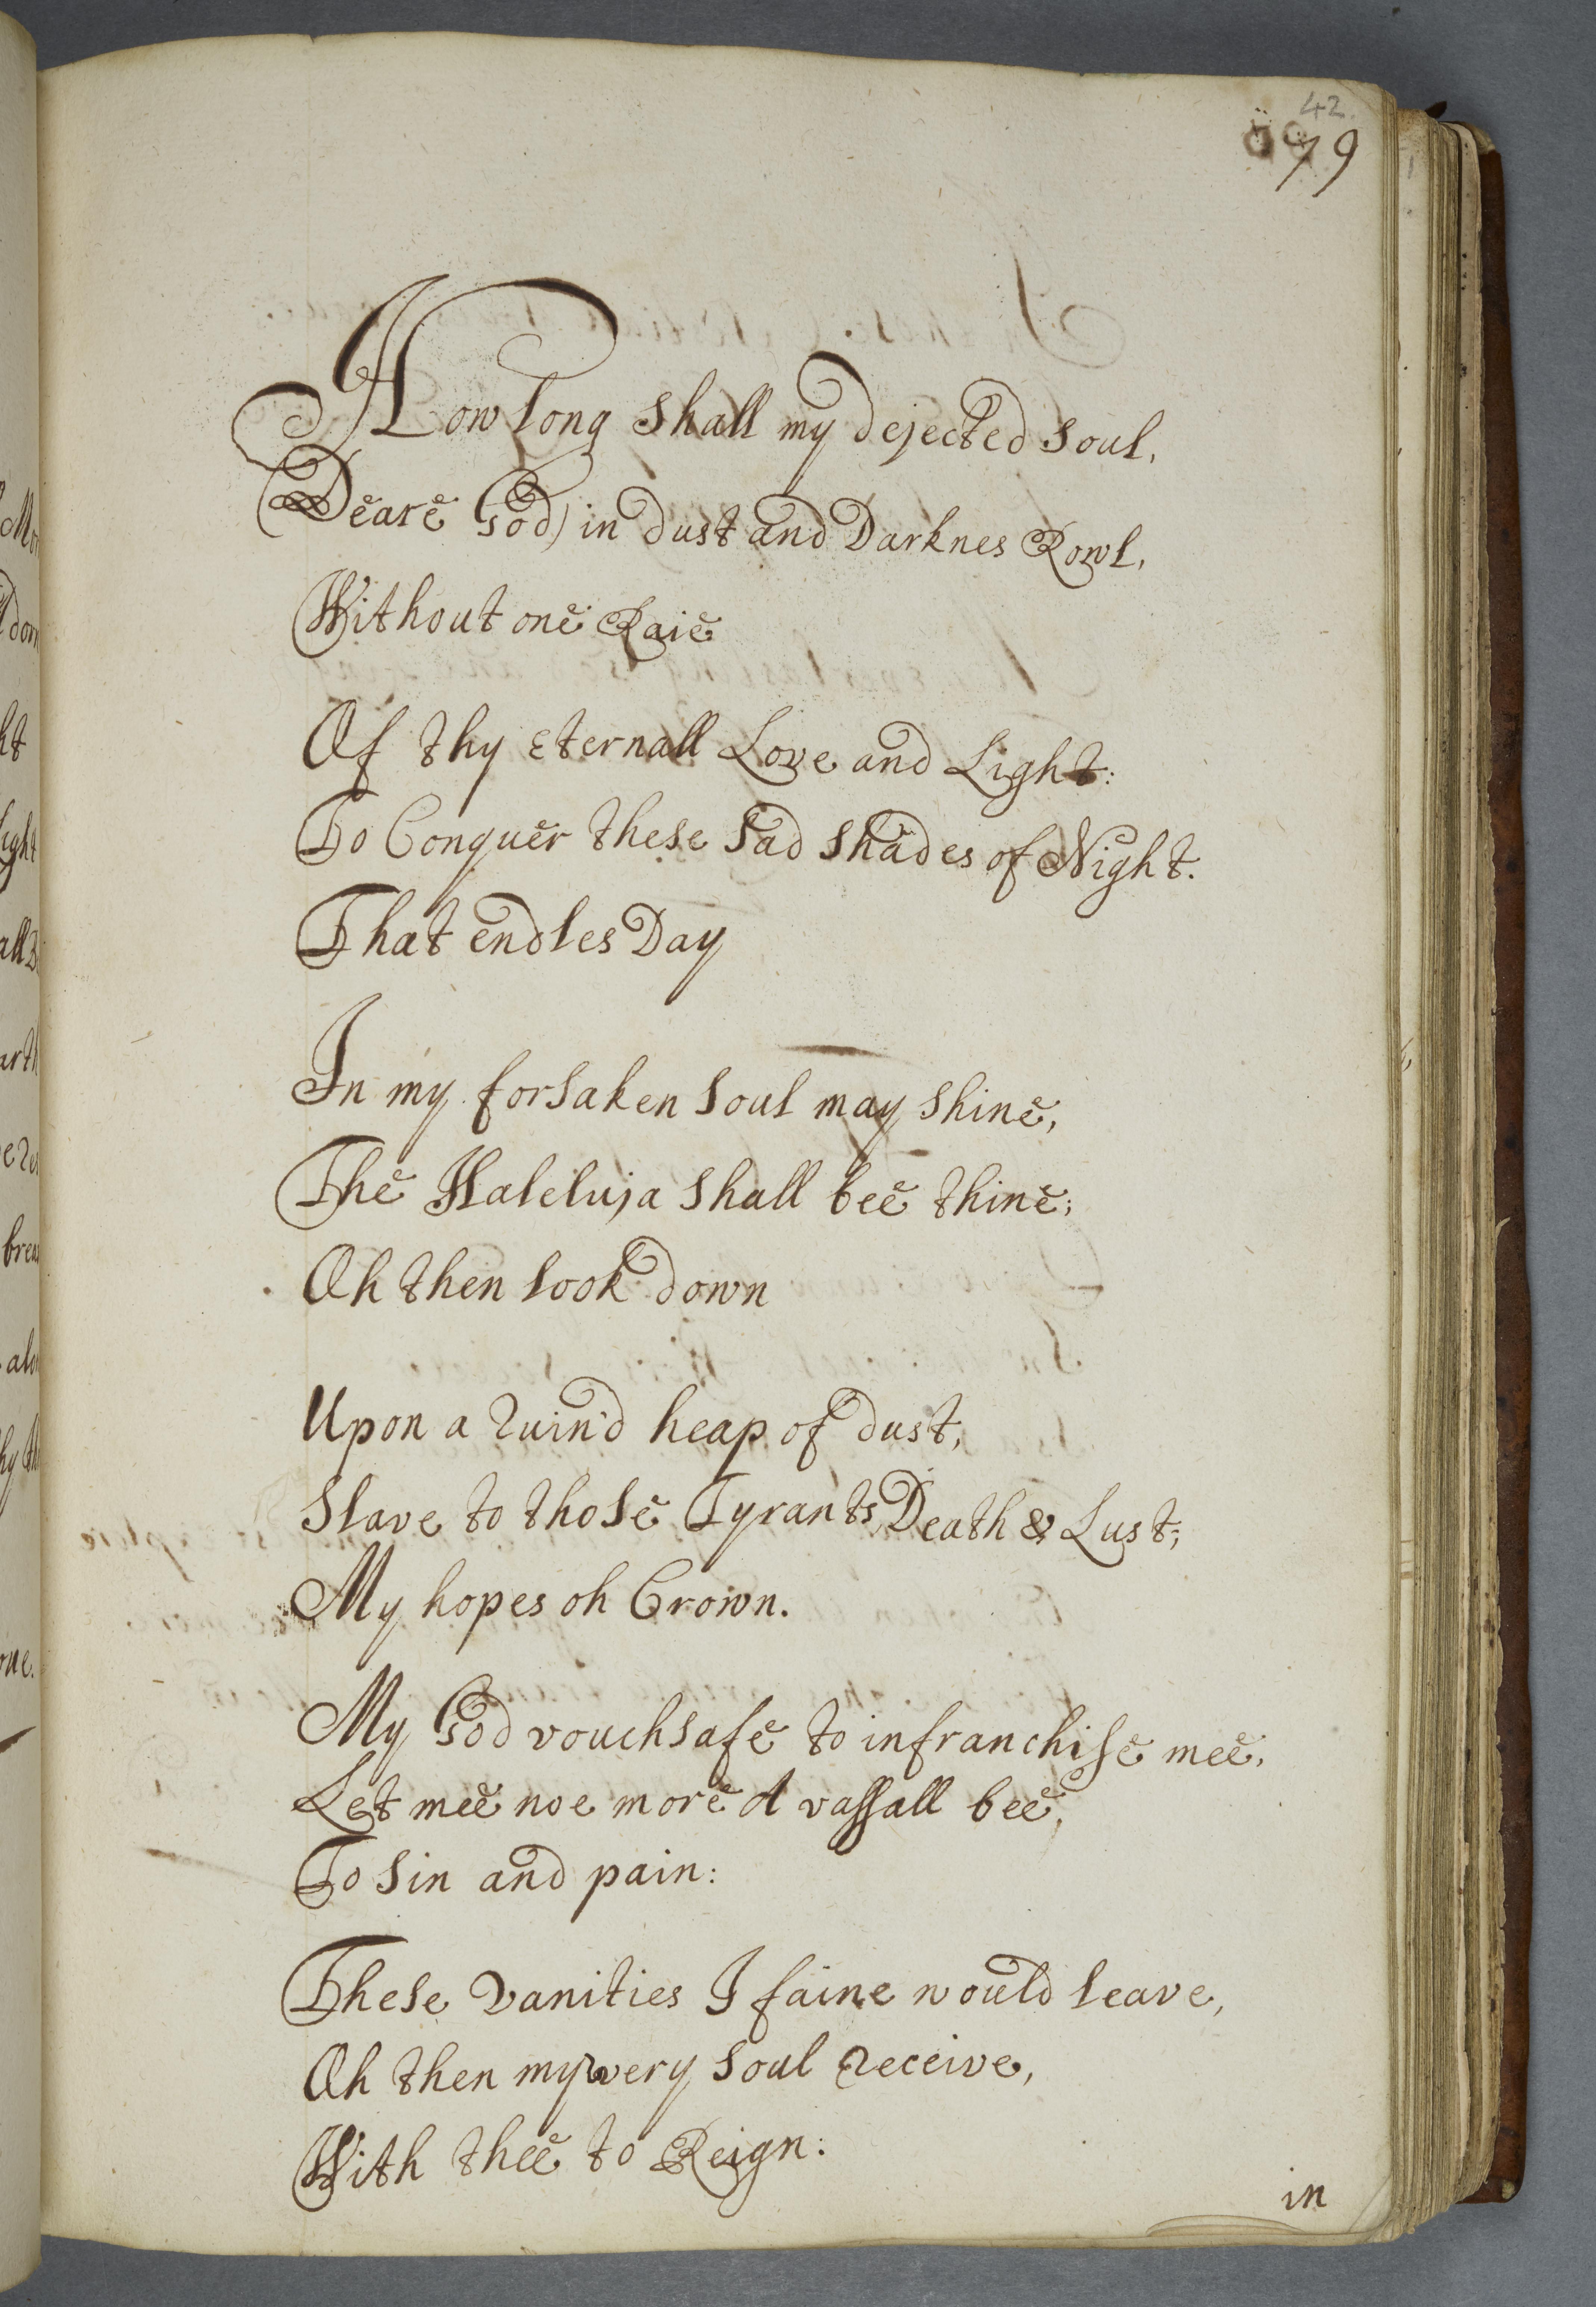 42.
79
How long shall my dejected soul,
(Deare God) in dust and Darknes Rowl,
Without one Raie
Of thy eternall Love and Light:
To Conquer these sad shades of Night.
That endles Day
In my forsaken soul may shine,
The Haleluja shall bee thine;
Oh then look down
Upon a ruin'd heap of dust,
Slave to those Tyrants Death & Lust;
My hopes oh Crown.
My God vouchsafe to infranchise mee,
Let mee noe more A vassall bee,
To sin and pain:
These vanities I faine would leave,
Oh then my very soul receive,
With thee to Reign:
in